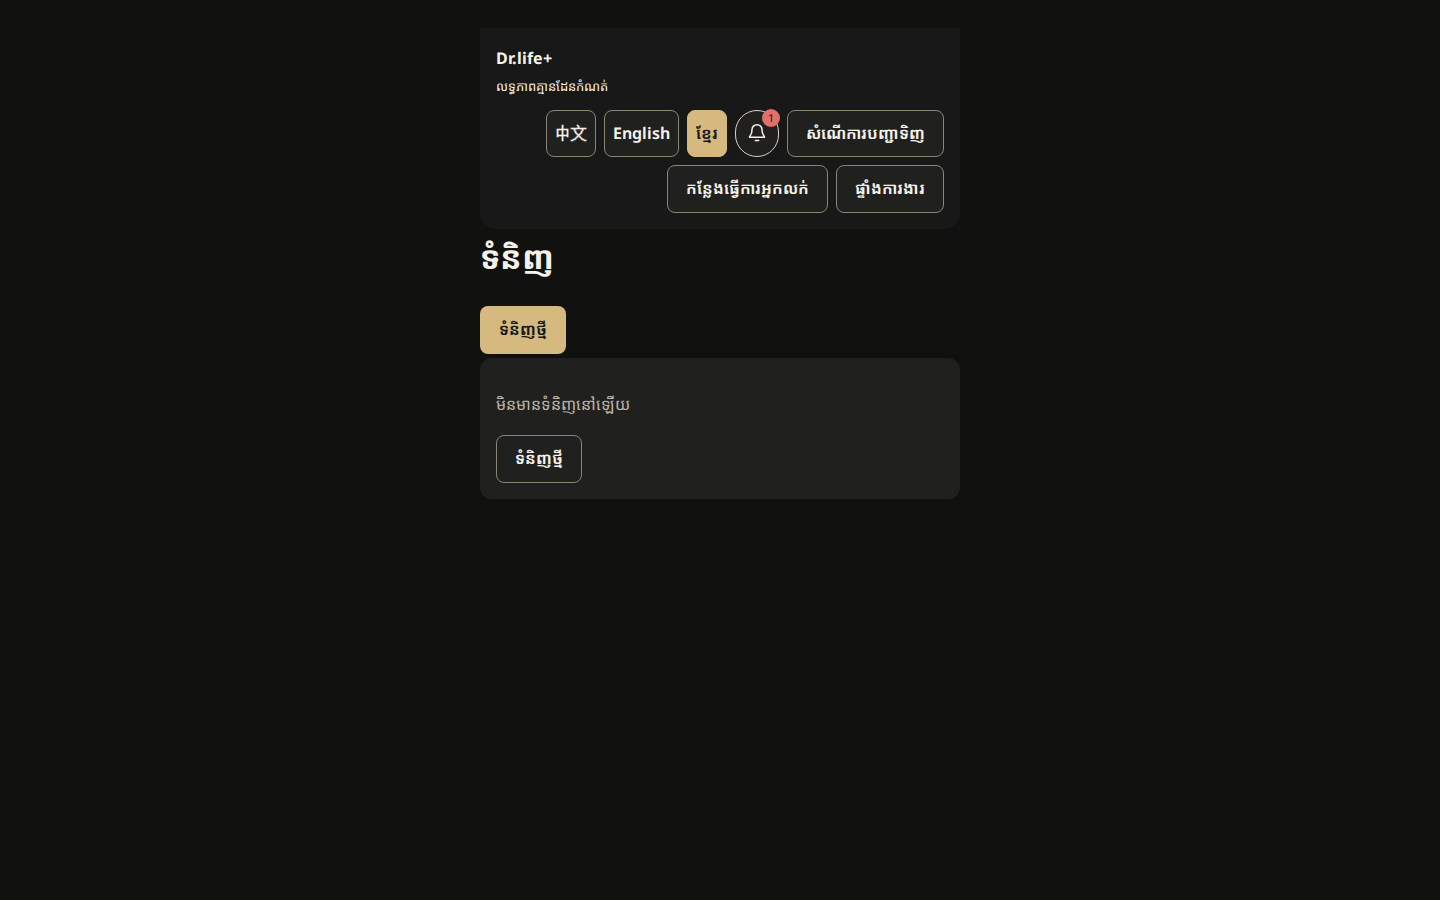 Dr.life+
លទ្ធភាពគ្មានដែនកំណត់
中文 English ខ្មែរ 1 សំណើការបញ្ជាទិញ
កន្លែងធ្វើការអ្នកលក់ ផ្ទាំងការងារ
ទំនិញ
ទំនិញថ្មី
មិនមានទំនិញនៅឡើយ
ទំនិញថ្មី